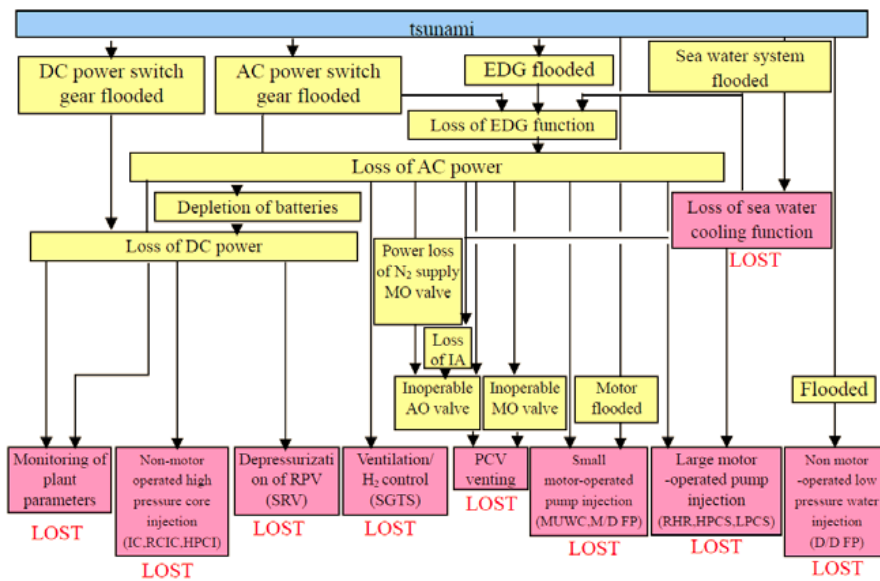 tsunami
DC power switch
gear flooded
AC power switch
gear flooded
EDG flooded
Sea water system
flooded
Loss of EDG function
Loss of AC power
Depletion of batteries
Loss of sea water
cooling function
LOST
Loss of DC power
Power loss
of N₂ supply
MO valve
Loss
of IA
Inoperable
AO valve
Inoperable
MO valve
Motor
flooded
Flooded
Monitoring of
plant
parameters
LOST
Non-motor
operated high
pressure core
injection
(IC,RCIC,HPCI)
LOST
Depressurizati
on of RPV
(SRV)
LOST
Ventilation/
H₂ control
(SGTS)
LOST
PCV
venting
LOST
Small
motor-operated
pump injection
(MUWC,M/D FP)
LOST
Large motor
-operated pump
injection
(RHR,HPCS,LPCS)
LOST
Non motor
-operated low
pressure water
injection
(D/D FP)
LOST